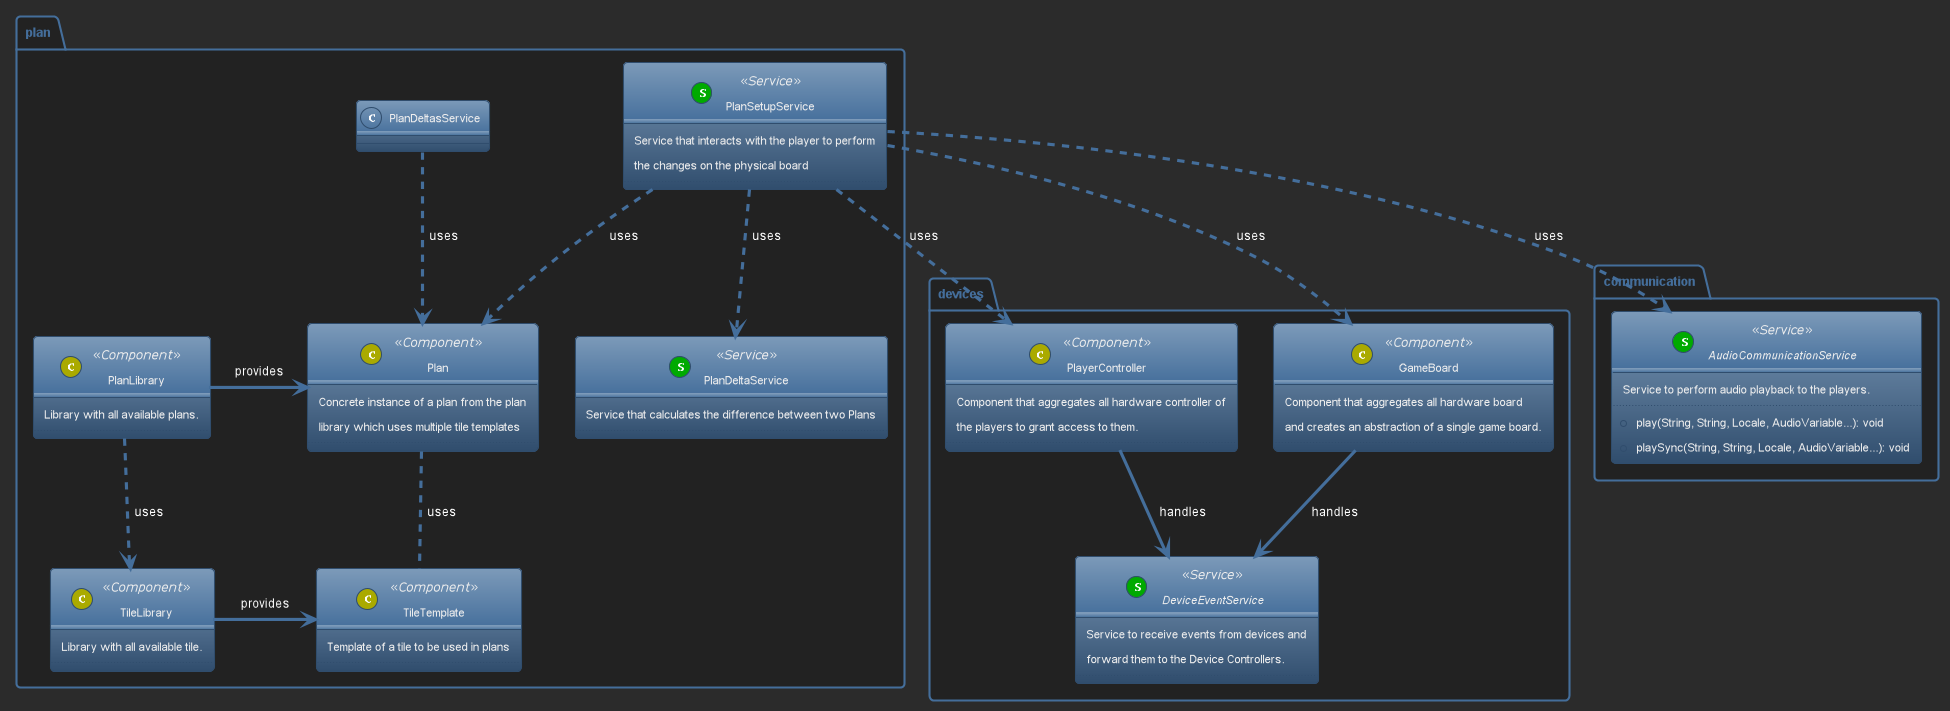 plan
«Service»
S
PlanSetupService
Service that interacts with the player to perform
the changes on the physical board
C
PlanDeltasService
uses
uses
uses
uses
uses
uses
«Component»
C
PlanLibrary
Library with all available plans.
provides
«Component»
C
Plan
Concrete instance of a plan from the plan
library which uses multiple tile templates
«Service»
S
PlanDeltaService
Service that calculates the difference between two Plans
uses
uses
«Component»
C
TileLibrary
Library with all available tile.
provides
«Component»
C
TileTemplate
Template of a tile to be used in plans
devices
«Component»
C
PlayerController
Component that aggregates all hardware controller of
the players to grant access to them.
«Component»
C
GameBoard
Component that aggregates all hardware board
and creates an abstraction of a single game board.
handles
handles
«Service»
S
DeviceEventService
Service to receive events from devices and
forward them to the Device Controllers.
communication
«Service»
S
AudioCommunicationService
Service to perform audio playback to the players.
play(String, String, Locale, AudioVariable...): void
playSync(String, String, Locale, AudioVariable...): void